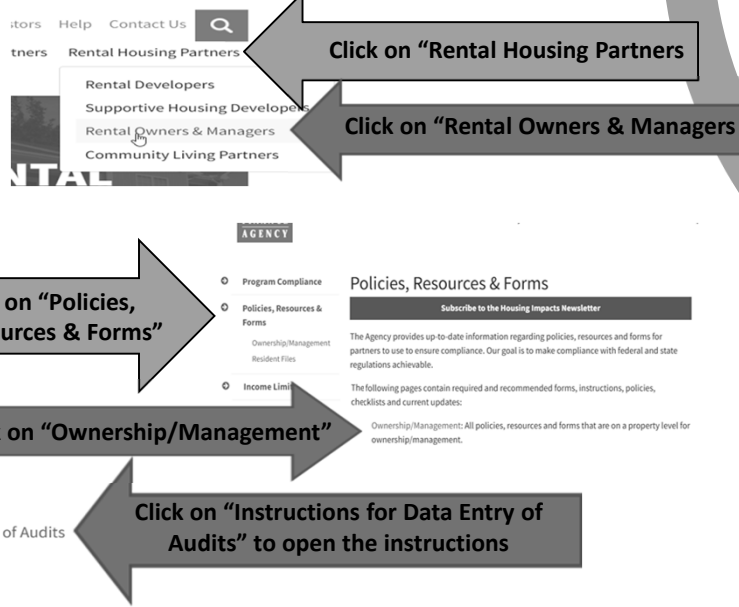 Help Contact Us
Rental Housing Partners
Click on “Rental Housing Partners
Rental Developers
Supportive Housing Developers
Rental Owners & Managers
Click on “Rental Owners & Managers
Community Living Partners
AGENCY
Program Compliance
Policies, Resources & Forms
Policies, Resources &
Forms
Subscribe to the Housing Impacts Newsletter
on “Policies,
urces & Forms”
Ownership/Management
Resident Files
The Agency provides up-to-date information regarding policies, resources and forms for
partners to use to ensure compliance. Our goal is to make compliance with federal and state
regulations achievable.
Income Limi
The following pages contain required and recommended forms, instructions, policies,
checklists and current updates:
on “Ownership/Management”
Ownership/Management: All policies, resources and forms that are on a property level for
ownership/management.
of Audits
Click on “Instructions for Data Entry of
Audits” to open the instructions